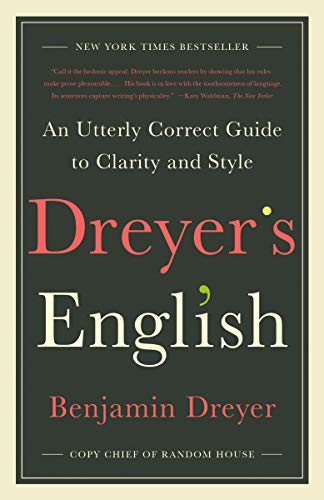 NEW YORK TIMES BESTSELLER
"Call it the hedonic appeal. Dreyer beckons readers by showing that his rules
make prose pleasurable. . . . His book is in love with the toothsomeness of language.
Its sentences capture writing's physicality." —Katy Waldman, The New Yorker
An Utterly Correct Guide
to Clarity and Style
Dreyer's
English
Benjamin Dreyer
COPY CHIEF OF RANDOM HOUSE